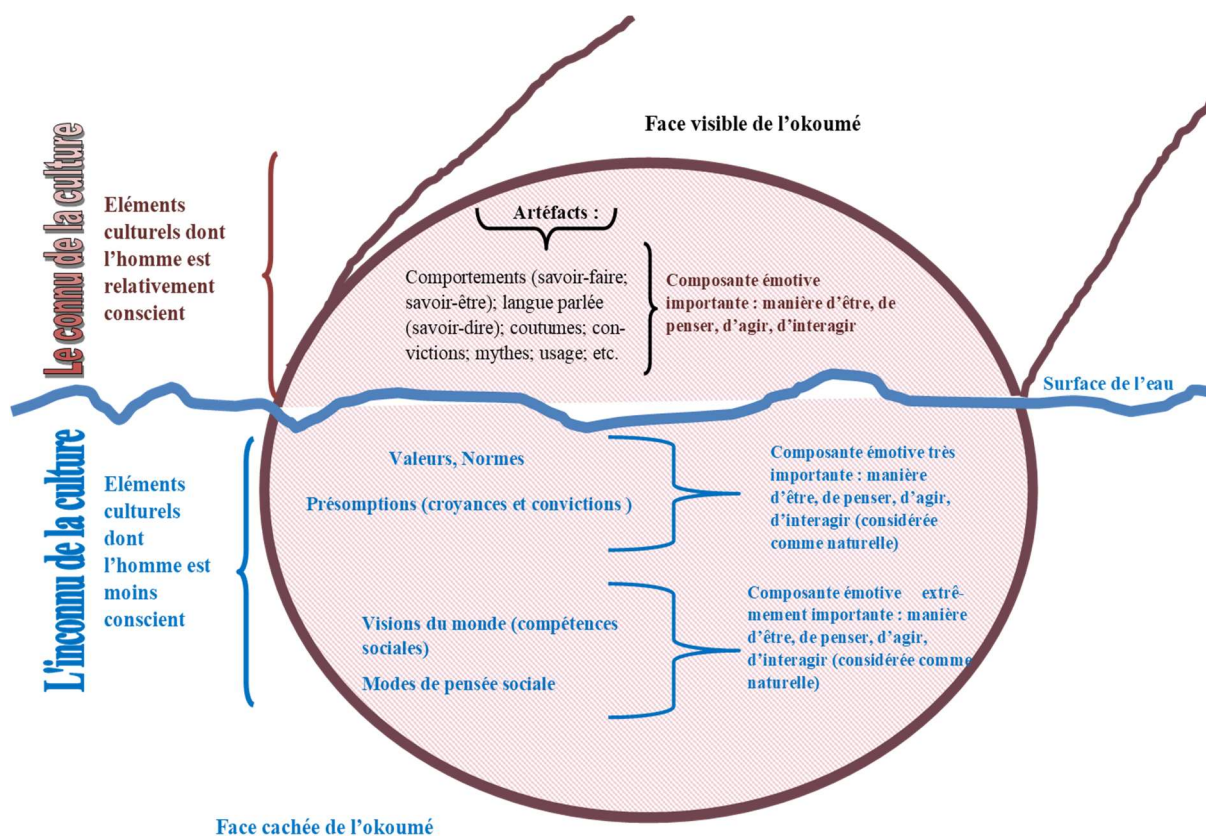 Face visible de l’okoumé
Le connu de la culture
Eléments
culturels dont
l’homme est
relativement
conscient
Artéfacts :
Comportements (savoir-faire;
savoir-être); langue parlée
(savoir-dire); coutumes; con-
victions; mythes; usage; etc.
Composante émotive
importante : manière d’être, de
penser, d’agir, d’interagir
Surface de l’eau
L'inconnu de la culture
Eléments
culturels
dont
l’homme est
moins
conscient
Valeurs, Normes
Présomptions (croyances et convictions )
Composante émotive très
importante : manière
d’être, de penser, d’agir,
d’interagir (considérée
comme naturelle)
Visions du monde (compétences
sociales)
Modes de pensée sociale
Composante émotive extrê-
mement importante : manière
d’être, de penser, d’agir,
d’interagir (considérée comme
naturelle)
Face cachée de l’okoumé